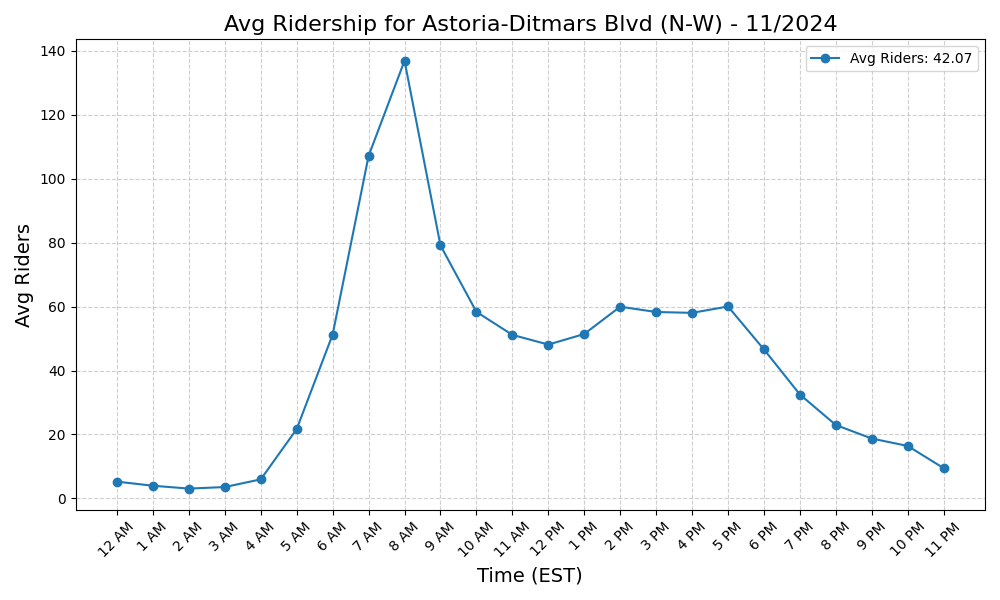 Avg Ridership for Astoria-Ditmars Blvd (N-W) - 11/2024
Avg Riders: 42.07
Avg Riders
140
120
100
80
60
40
20
0
12 AM
1 AM
2 AM
3 AM
4 AM
5 AM
6 AM
7 AM
8 AM
9 AM
10 AM
11 AM
12 PM
1 PM
2 PM
3 PM
4 PM
5 PM
6 PM
7 PM
8 PM
9 PM
10 PM
11 PM
Time (EST)